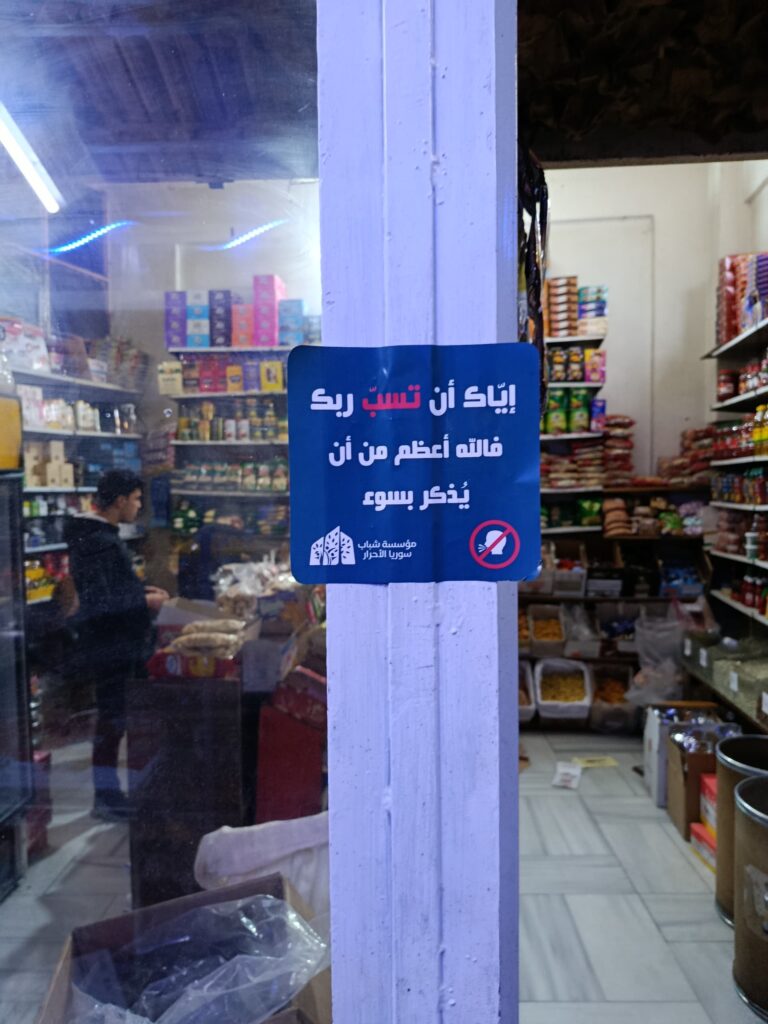 إيّاك أن تسبّ ربك
فالله أعظم من أن
يُذكر بسوء
مؤسسة شباب
سوريا الأحرار